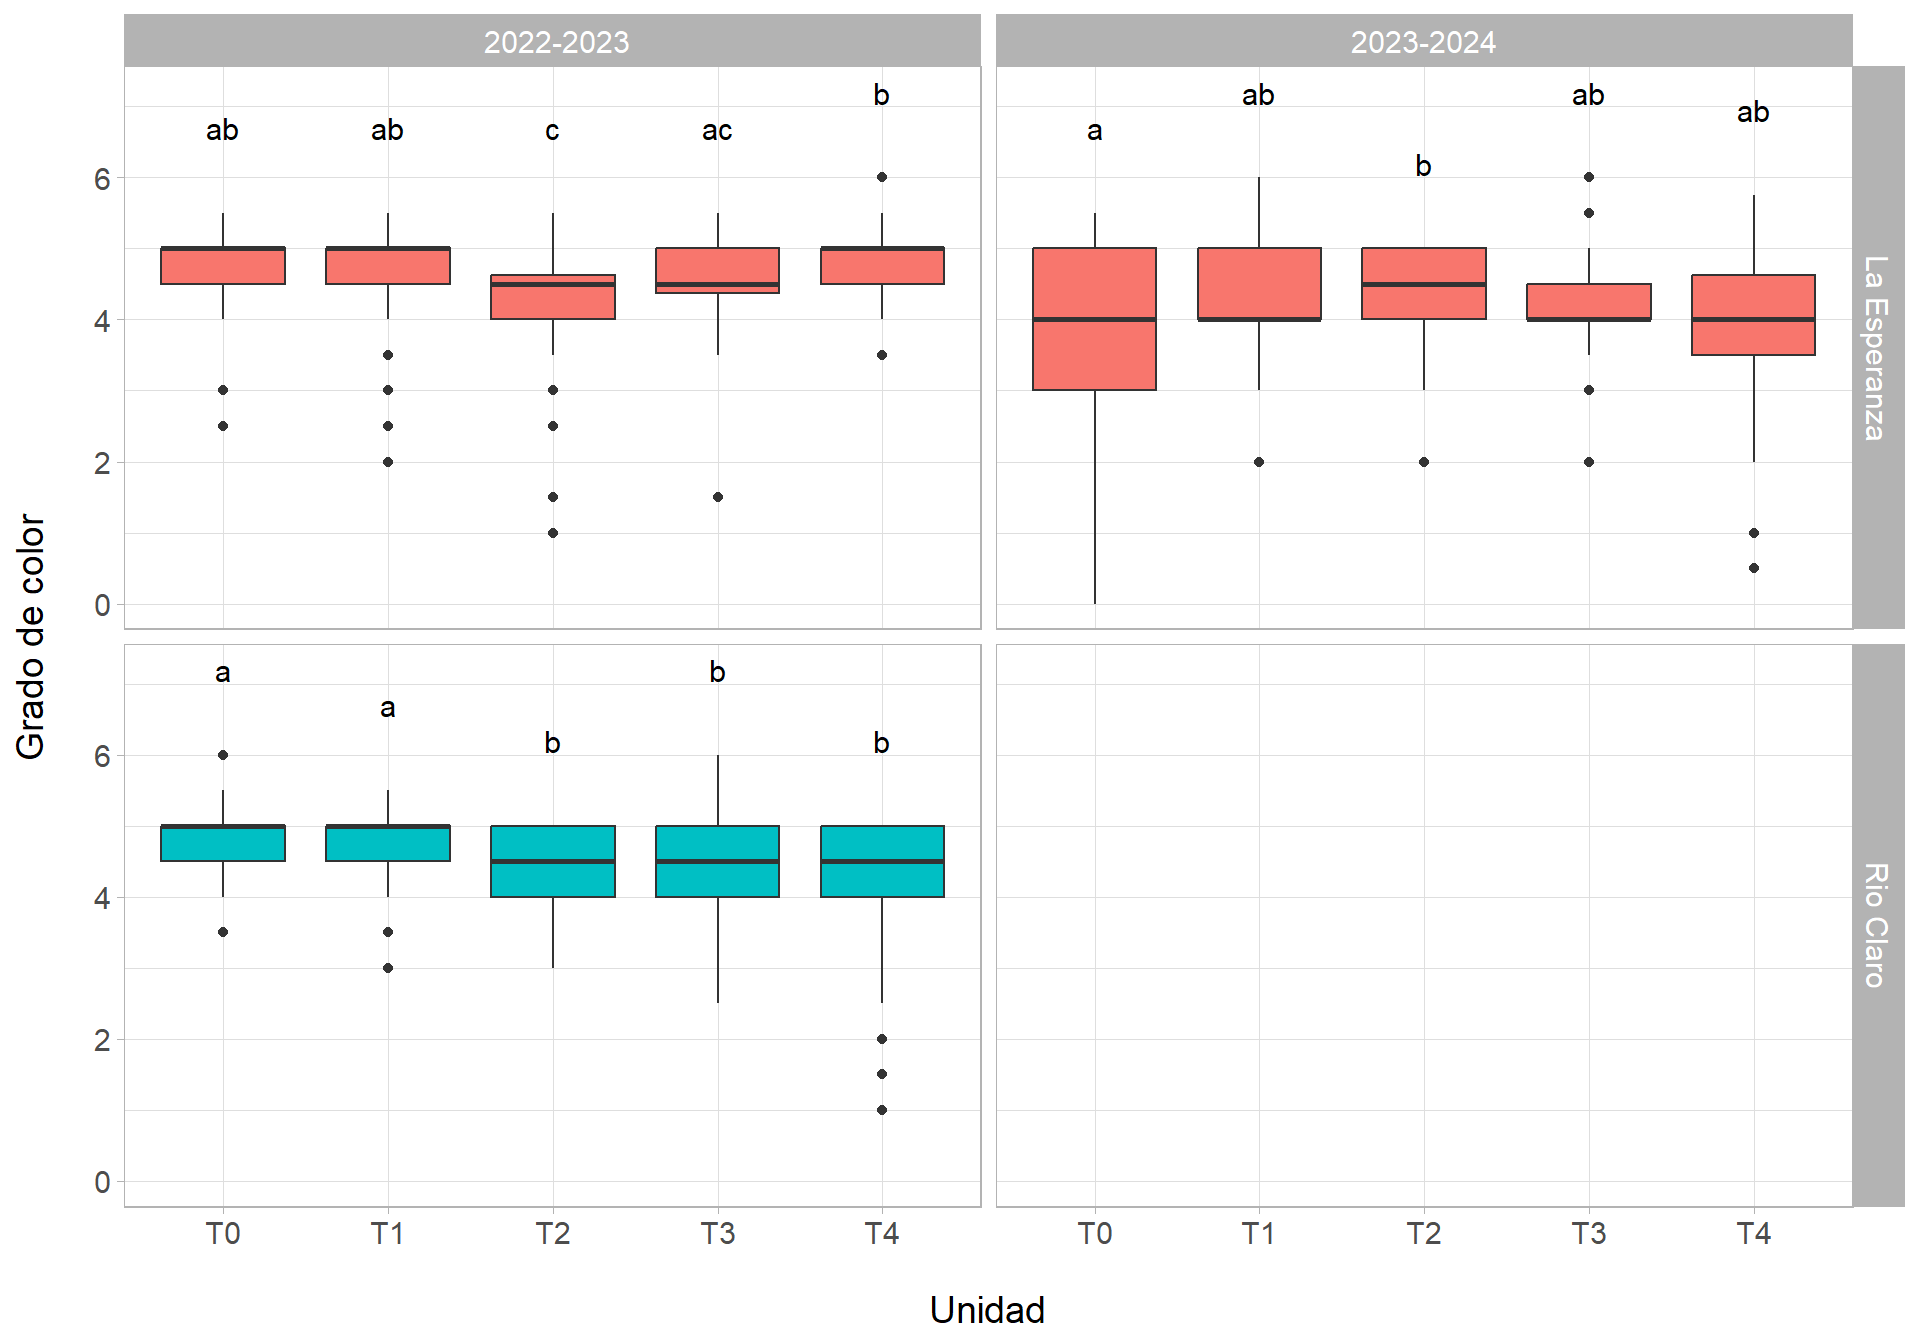 2022-2023
2023-2024
b
ab
ab
ab
ab
ab
c
ac
a
b
6
4
2
0
La Esperanza
Grado de color
a
b
a
b
b
6
4
2
0
Rio Claro
T0 T1 T2 T3 T4
T0 T1 T2 T3 T4
Unidad